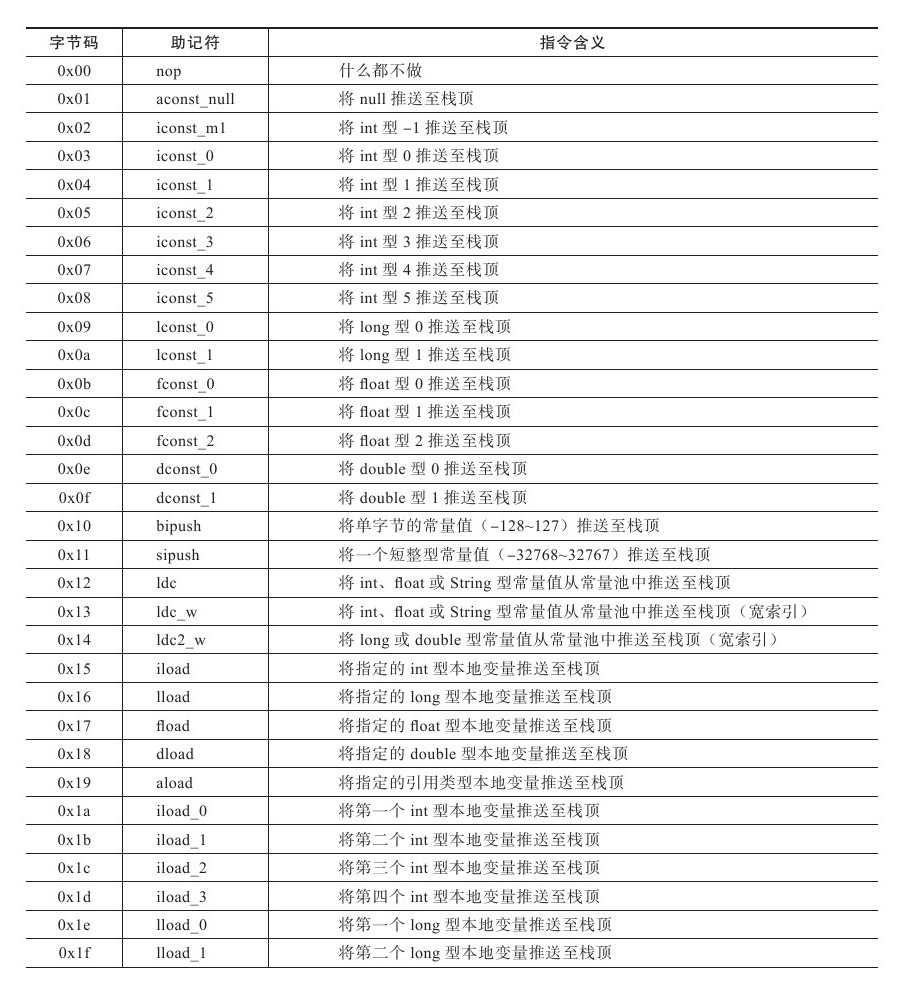 字节码 助记符 指令含义
0x00 nop 什么都不做
0x01 aconst_null 将 null 推送至栈顶
0x02 iconst_m1 将 int 型 –1 推送至栈顶
0x03 iconst_0 将 int 型 0 推送至栈顶
0x04 iconst_1 将 int 型 1 推送至栈顶
0x05 iconst_2 将 int 型 2 推送至栈顶
0x06 iconst_3 将 int 型 3 推送至栈顶
0x07 iconst_4 将 int 型 4 推送至栈顶
0x08 iconst_5 将 int 型 5 推送至栈顶
0x09 lconst_0 将 long 型 0 推送至栈顶
0x0a lconst_1 将 long 型 1 推送至栈顶
0x0b fconst_0 将 float 型 0 推送至栈顶
0x0c fconst_1 将 float 型 1 推送至栈顶
0x0d fconst_2 将 float 型 2 推送至栈顶
0x0e dconst_0 将 double 型 0 推送至栈顶
0x0f dconst_1 将 double 型 1 推送至栈顶
0x10 bipush 将单字节的常量值（–128~127）推送至栈顶
0x11 sipush 将一个短整型常量值（–32768~32767）推送至栈顶
0x12 ldc 将 int、float 或 String 型常量值从常量池中推送至栈顶
0x13 ldc_w 将 int、float 或 String 型常量值从常量池中推送至栈顶（宽索引）
0x14 ldc2_w 将 long 或 double 型常量值从常量池中推送至栈顶（宽索引）
0x15 iload 将指定的 int 型本地变量推送至栈顶
0x16 lload 将指定的 long 型本地变量推送至栈顶
0x17 fload 将指定的 float 型本地变量推送至栈顶
0x18 dload 将指定的 double 型本地变量推送至栈顶
0x19 aload 将指定的引用类型本地变量推送至栈顶
0x1a iload_0 将第一个 int 型本地变量推送至栈顶
0x1b iload_1 将第二个 int 型本地变量推送至栈顶
0x1c iload_2 将第三个 int 型本地变量推送至栈顶
0x1d iload_3 将第四个 int 型本地变量推送至栈顶
0x1e lload_0 将第一个 long 型本地变量推送至栈顶
0x1f lload_1 将第二个 long 型本地变量推送至栈顶